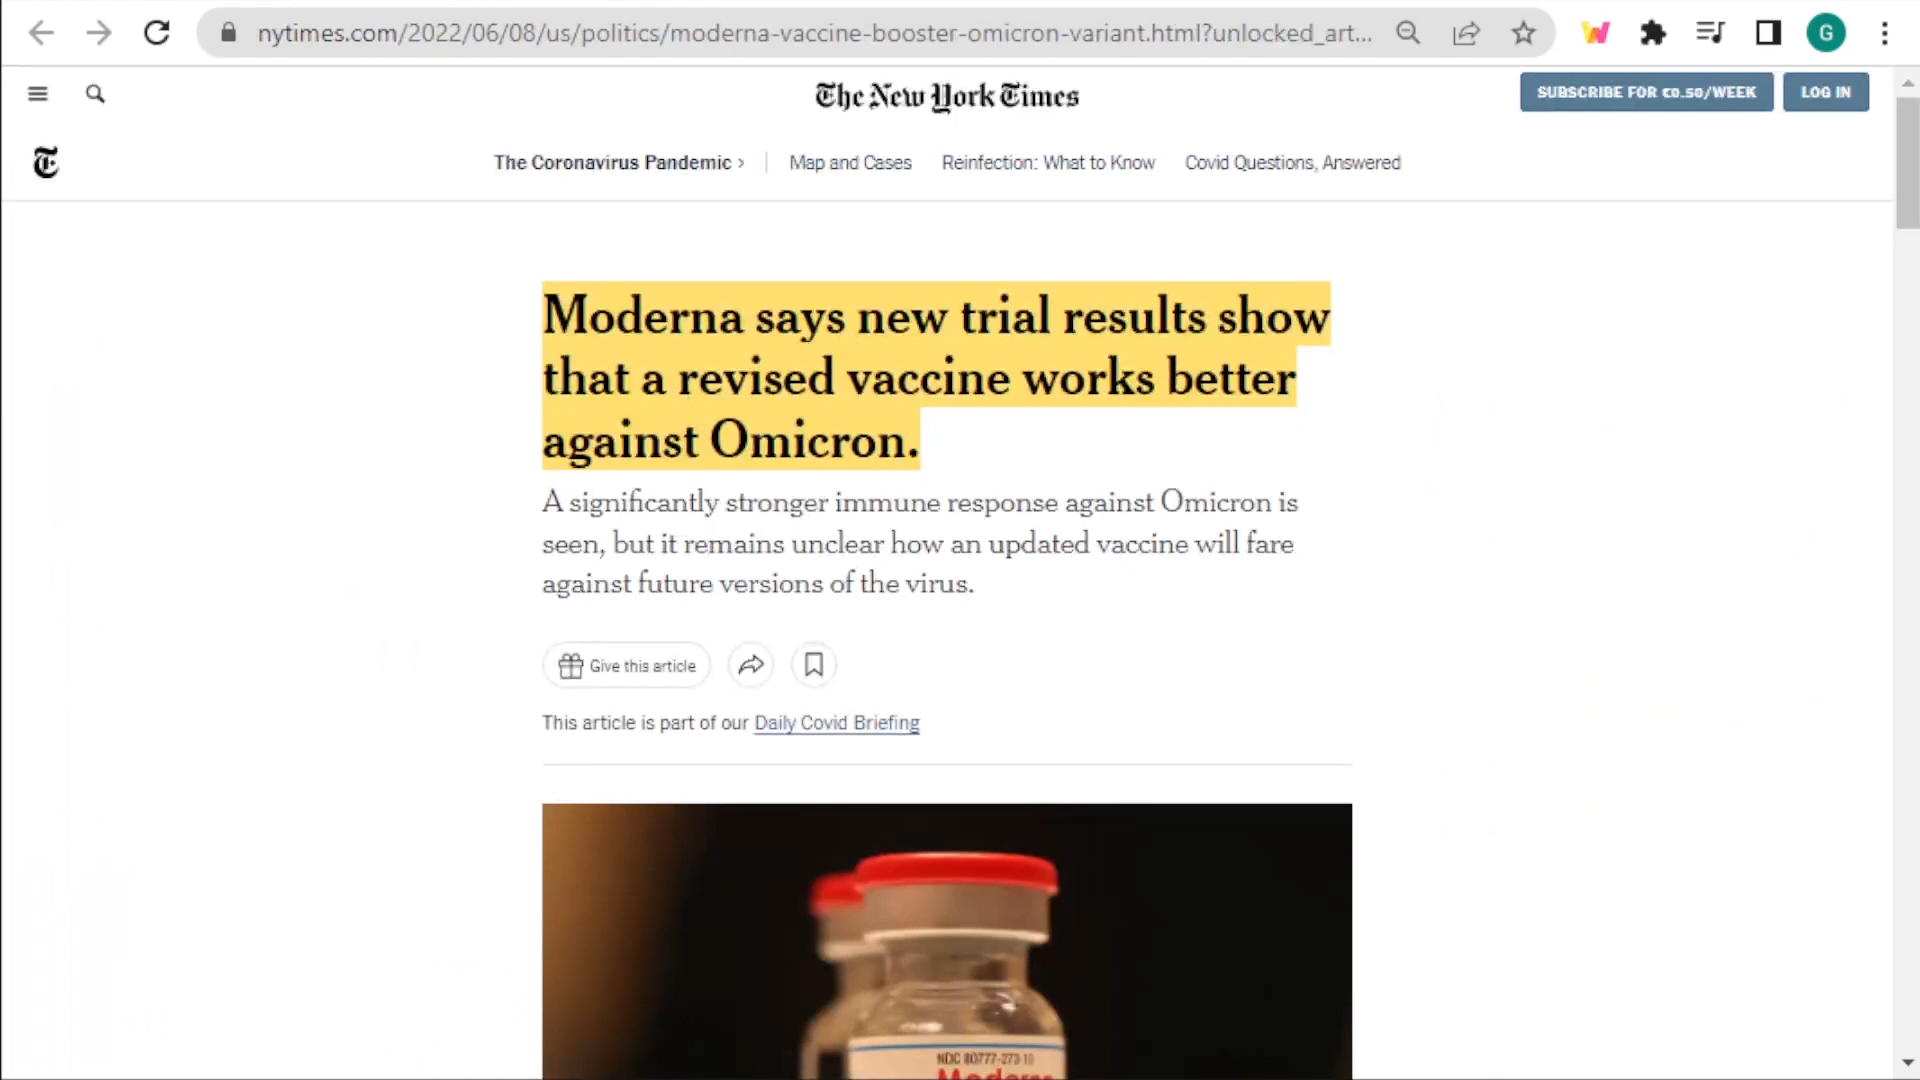 nytimes.com/2022/06/08/us/politics/moderna-vaccine-booster-omicron-variant.html?unlocked_art...
G
The New York Times
SUBSCRIBE FOR €0.50/WEEK
LOG IN
T
The Coronavirus Pandemic >
Map and Cases
Reinfection: What to Know
Covid Questions, Answered
Moderna says new trial results show
that a revised vaccine works better
against Omicron.
A significantly stronger immune response against Omicron is
seen, but it remains unclear how an updated vaccine will fare
against future versions of the virus.
Give this article
This article is part of our Daily Covid Briefing
NDC 80777-273-10